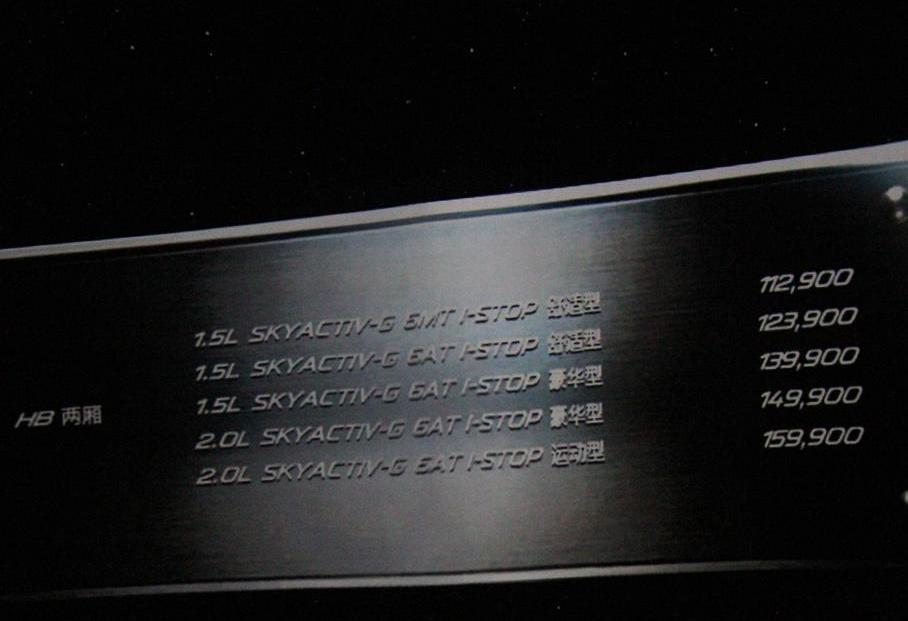 1.5L SKYACTIV-G 6MT I-STOP 舒适型 112,900
1.5L SKYACTIV-G 6AT I-STOP 舒适型 123,900
1.5L SKYACTIV-G 6AT I-STOP 豪华型 139,900
HB 两厢
2.0L SKYACTIV-G 6AT I-STOP 豪华型 149,900
2.0L SKYACTIV-G 6AT I-STOP 运动型 159,900